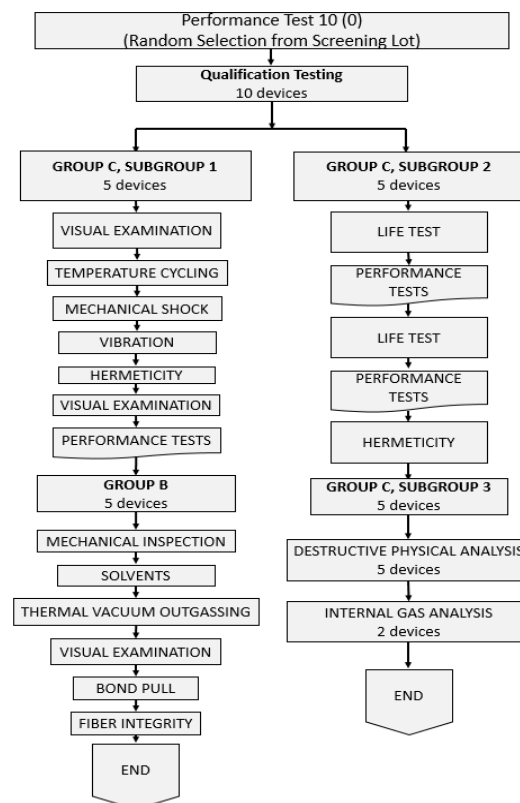 Performance Test 10 (0)
(Random Selection from Screening Lot)
Qualification Testing
10 devices
GROUP C, SUBGROUP 1
5 devices
VISUAL EXAMINATION
TEMPERATURE CYCLING
MECHANICAL SHOCK
VIBRATION
HERMETICITY
VISUAL EXAMINATION
PERFORMANCE TESTS
GROUP B
5 devices
MECHANICAL INSPECTION
SOLVENTS
THERMAL VACUUM OUTGASSING
VISUAL EXAMINATION
BOND PULL
FIBER INTEGRITY
END
GROUP C, SUBGROUP 2
5 devices
LIFE TEST
PERFORMANCE
TESTS
LIFE TEST
PERFORMANCE
TESTS
HERMETICITY
GROUP C, SUBGROUP 3
5 devices
DESTRUCTIVE PHYSICAL ANALYSIS
5 devices
INTERNAL GAS ANALYSIS
2 devices
END